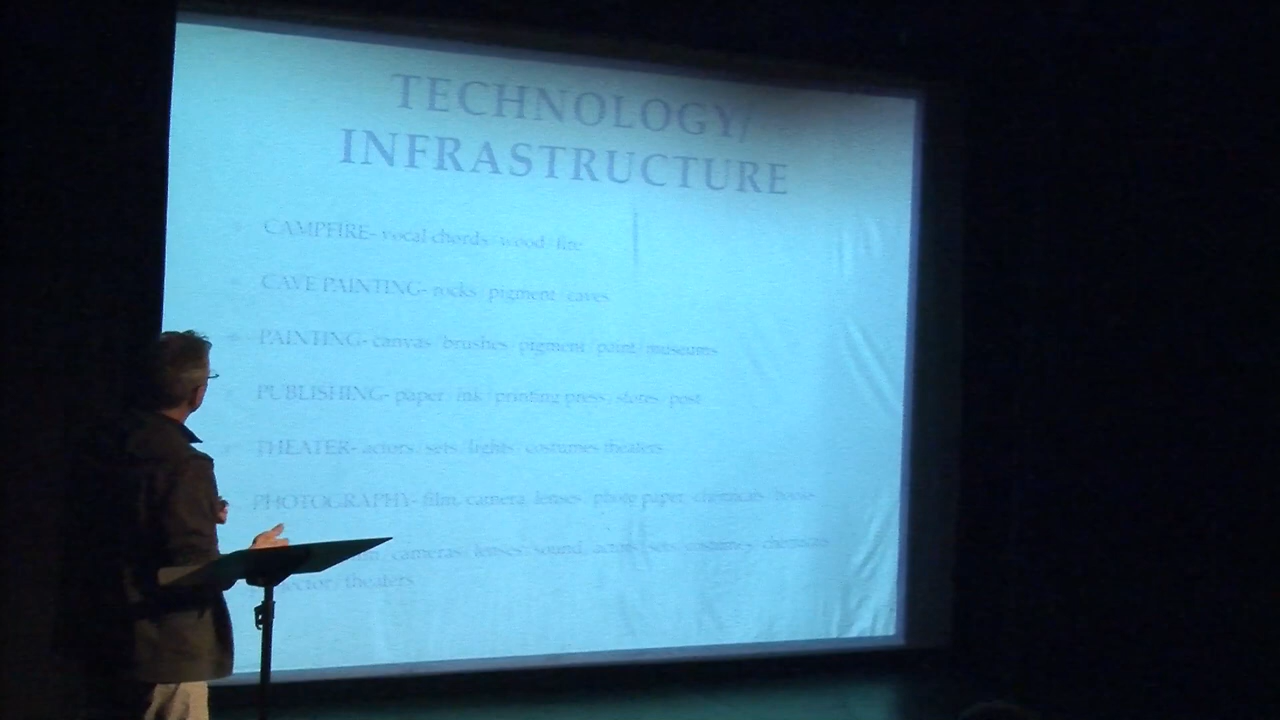 TECHNOLOGY/
INFRASTRUCTURE
CAMPFIRE- vocal chords / wood / fire
CAVE PAINTING- rocks / pigment / caves
PAINTING- canvas / brushes / pigment / paint / museums
PUBLISHING- paper / ink / printing press / stores / post
THEATER- actors / sets / lights / costumes theaters
PHOTOGRAPHY- film / camera / lenses / photo paper / chemicals / books
cameras / lenses / sound / actors / sets / costumes / chemicals
/ theaters